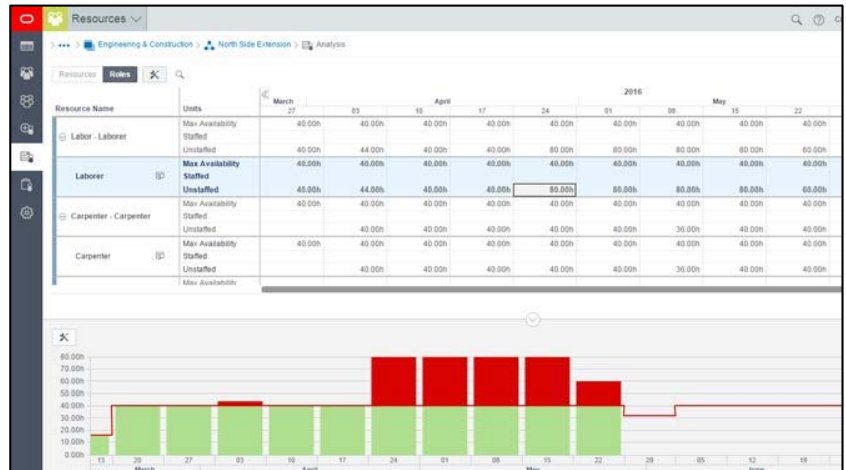 Resources
••• > Engineering & Construction > North Side Extension > Analysis
Resources Roles
2016
March April May
Resource Name Units 27 03 10 17 24 01 08 15 22
Max Availability 40.00h 40.00h 40.00h 40.00h 40.00h 40.00h 40.00h 40.00h 40.00h
Labor - Laborer Staffed
Unstaffed 40.00h 44.00h 40.00h 40.00h 80.00h 80.00h 80.00h 80.00h 60.00h
Max Availability 40.00h 40.00h 40.00h 40.00h 40.00h 40.00h 40.00h 40.00h 40.00h
Laborer Staffed
Unstaffed 40.00h 44.00h 40.00h 40.00h 80.00h 80.00h 80.00h 80.00h 60.00h
Max Availability 40.00h 40.00h 40.00h 40.00h 40.00h 40.00h 40.00h 40.00h 40.00h
Carpenter - Carpenter Staffed
Unstaffed 40.00h 40.00h 40.00h 40.00h 40.00h 36.00h 40.00h 40.00h
Max Availability 40.00h 40.00h 40.00h 40.00h 40.00h 40.00h 40.00h 40.00h 40.00h
Carpenter Staffed
Unstaffed 40.00h 40.00h 40.00h 40.00h 40.00h 36.00h 40.00h 40.00h
Max Availability
80.00h
70.00h
60.00h
50.00h
40.00h
30.00h
20.00h
10.00h
0.00h
13 20 27 03 10 17 24 01 08 15 22 29 05 12 19
March April May June